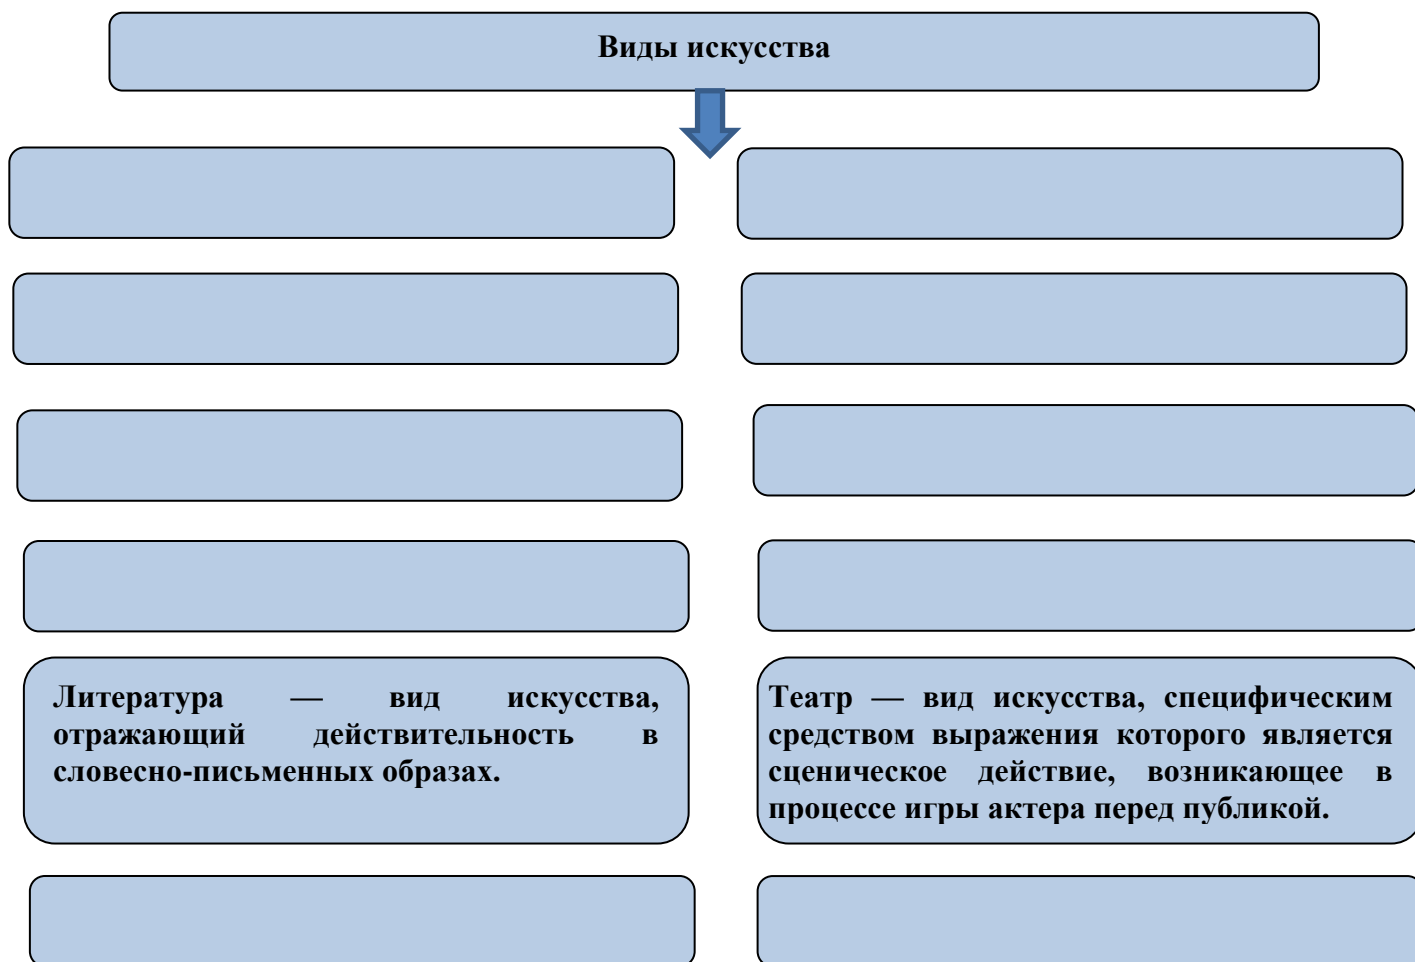 Виды искусства
Литература — вид искусства,
отражающий действительность в
словесно-письменных образах.
Театр — вид искусства, специфическим
средством выражения которого является
сценическое действие, возникающее в
процессе игры актера перед публикой.